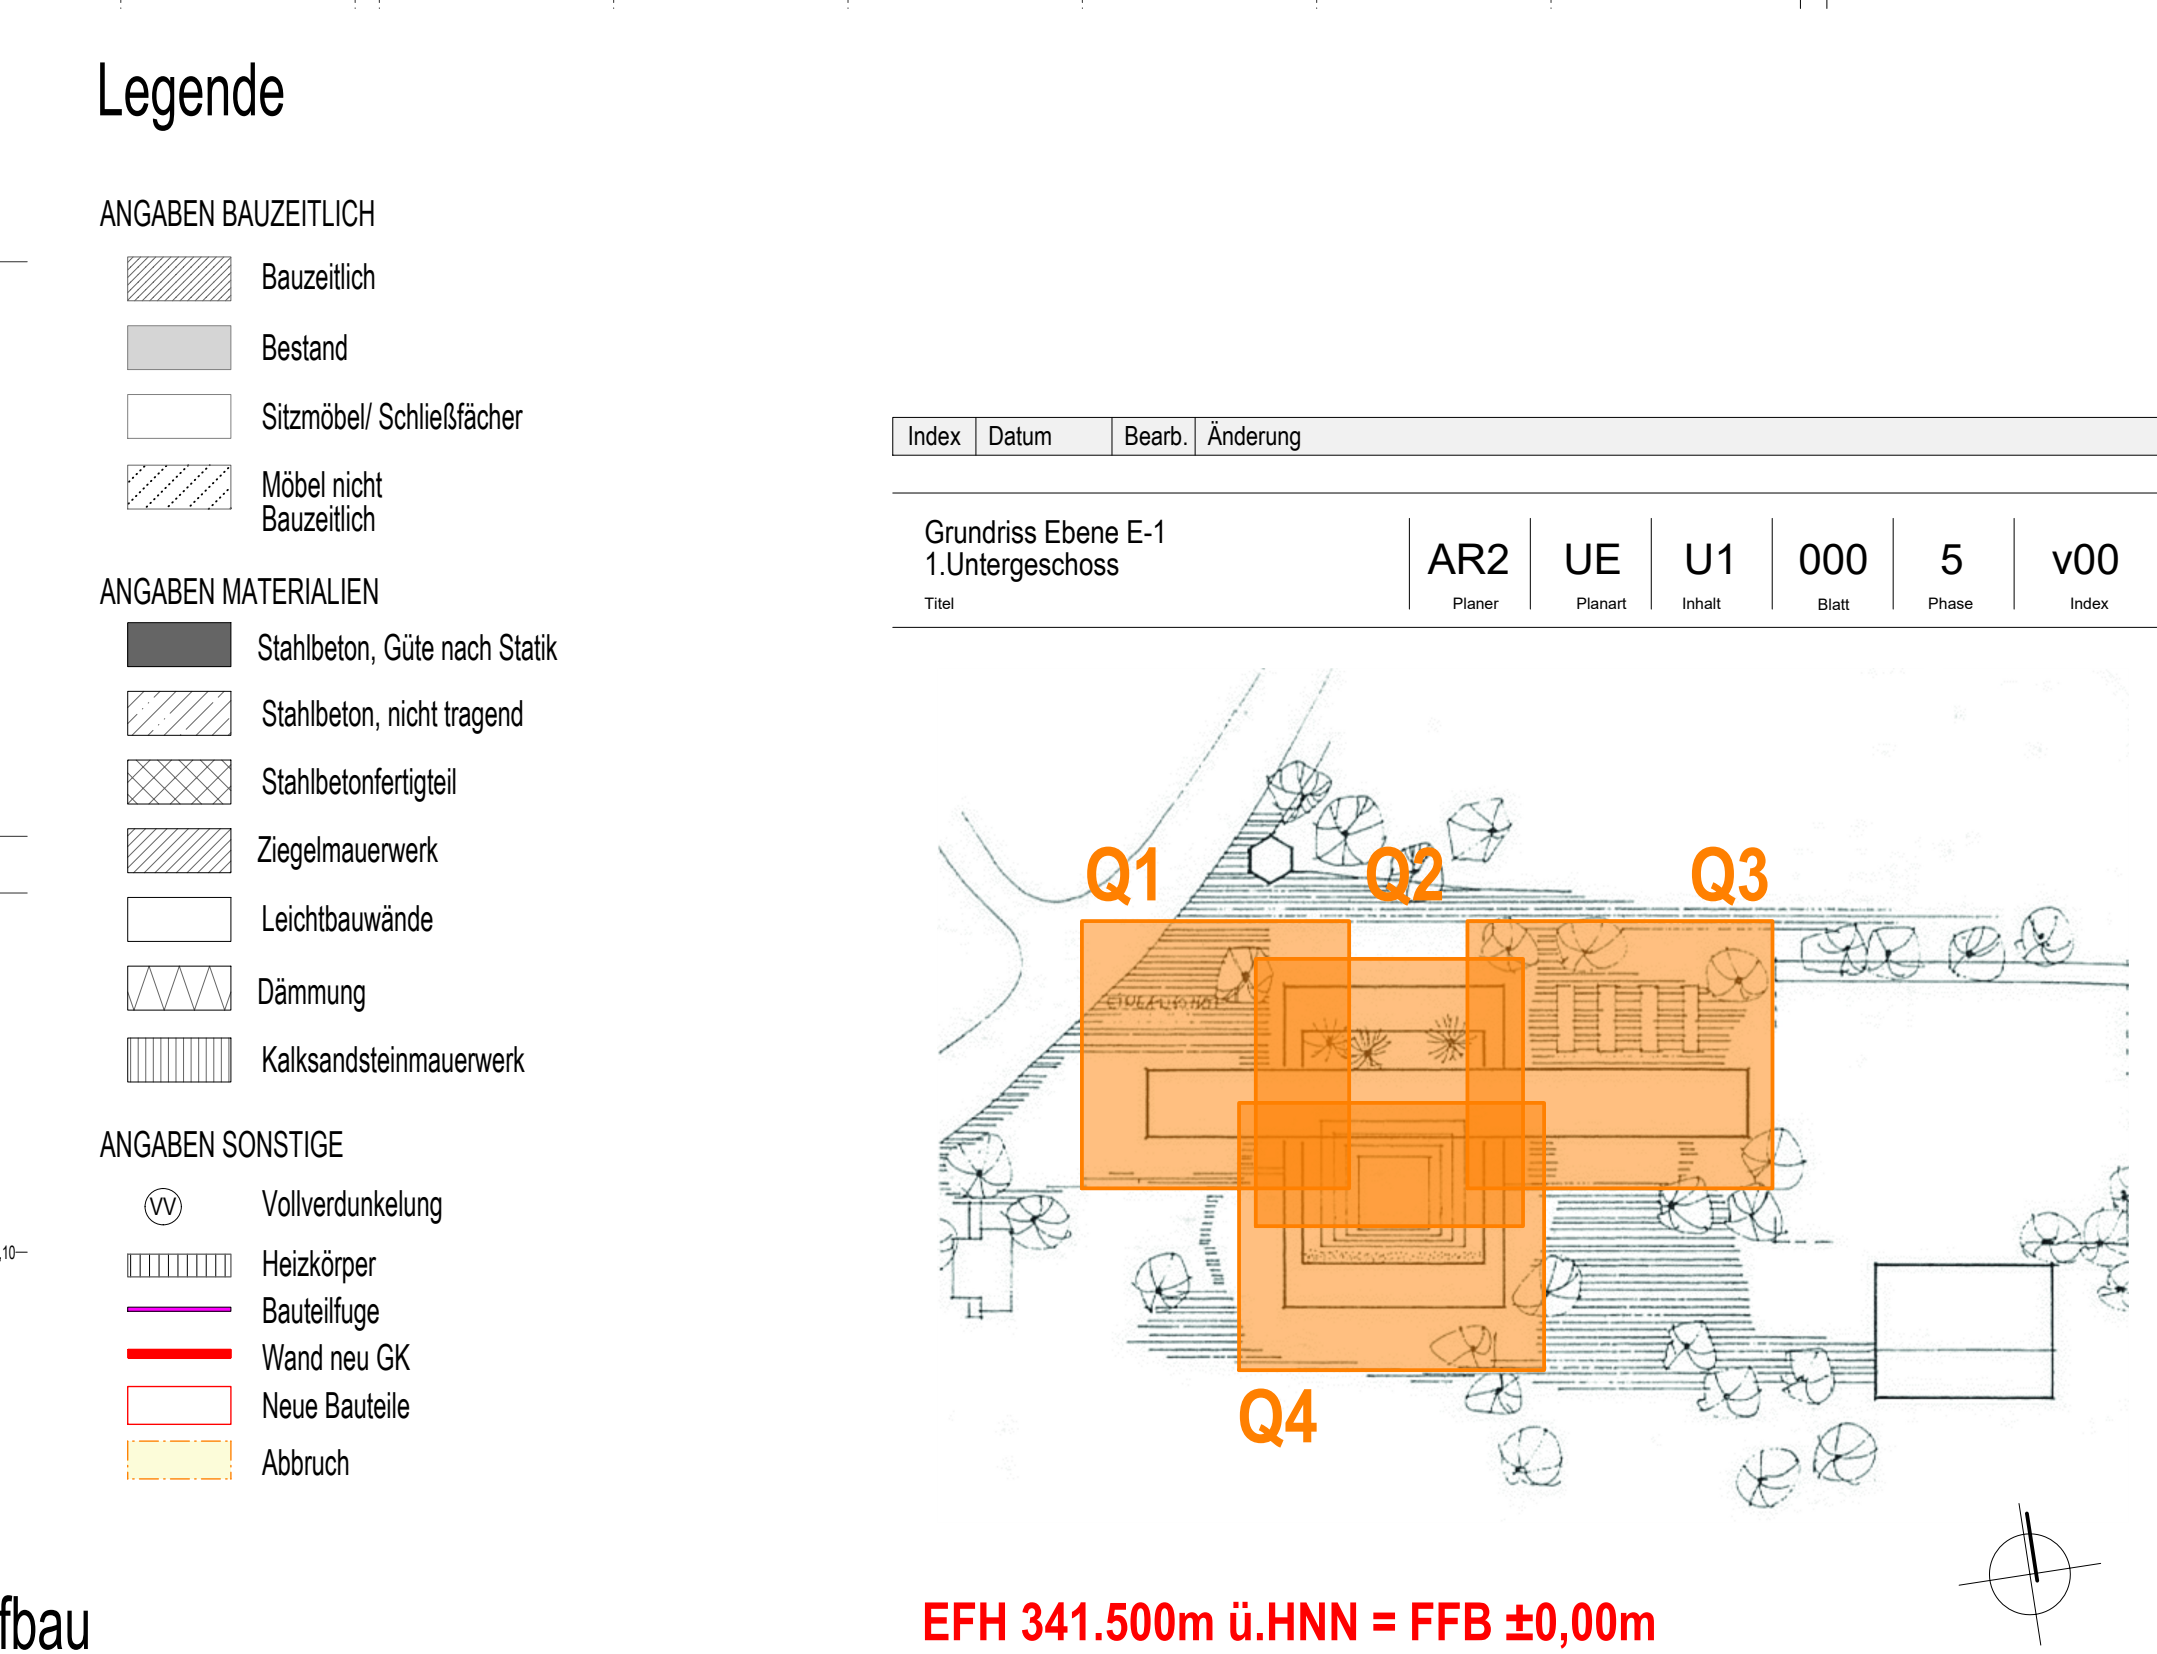 Legende
ANGABEN BAUZEITLICH
Bauzeitlich
Bestand
Sitzmöbel/ Schließfächer
Möbel nicht
Bauzeitlich
ANGABEN MATERIALIEN
Stahlbeton, Güte nach Statik
Stahlbeton, nicht tragend
Stahlbetonfertigteil
Ziegelmauerwerk
Leichtbauwände
Dämmung
Kalksandsteinmauerwerk
ANGABEN SONSTIGE
VV Vollverdunkelung
Heizkörper
Bauteilfuge
Wand neu GK
Neue Bauteile
Abbruch
10
fbau
Index Datum Bearb. Änderung
Grundriss Ebene E-1
1.Untergeschoss
Titel
AR2 UE U1 000 5 v00
Planer Planart Inhalt Blatt Phase Index
Q1 Q2 Q3
Q4
EFH 341.500m ü.HNN = FFB ±0,00m